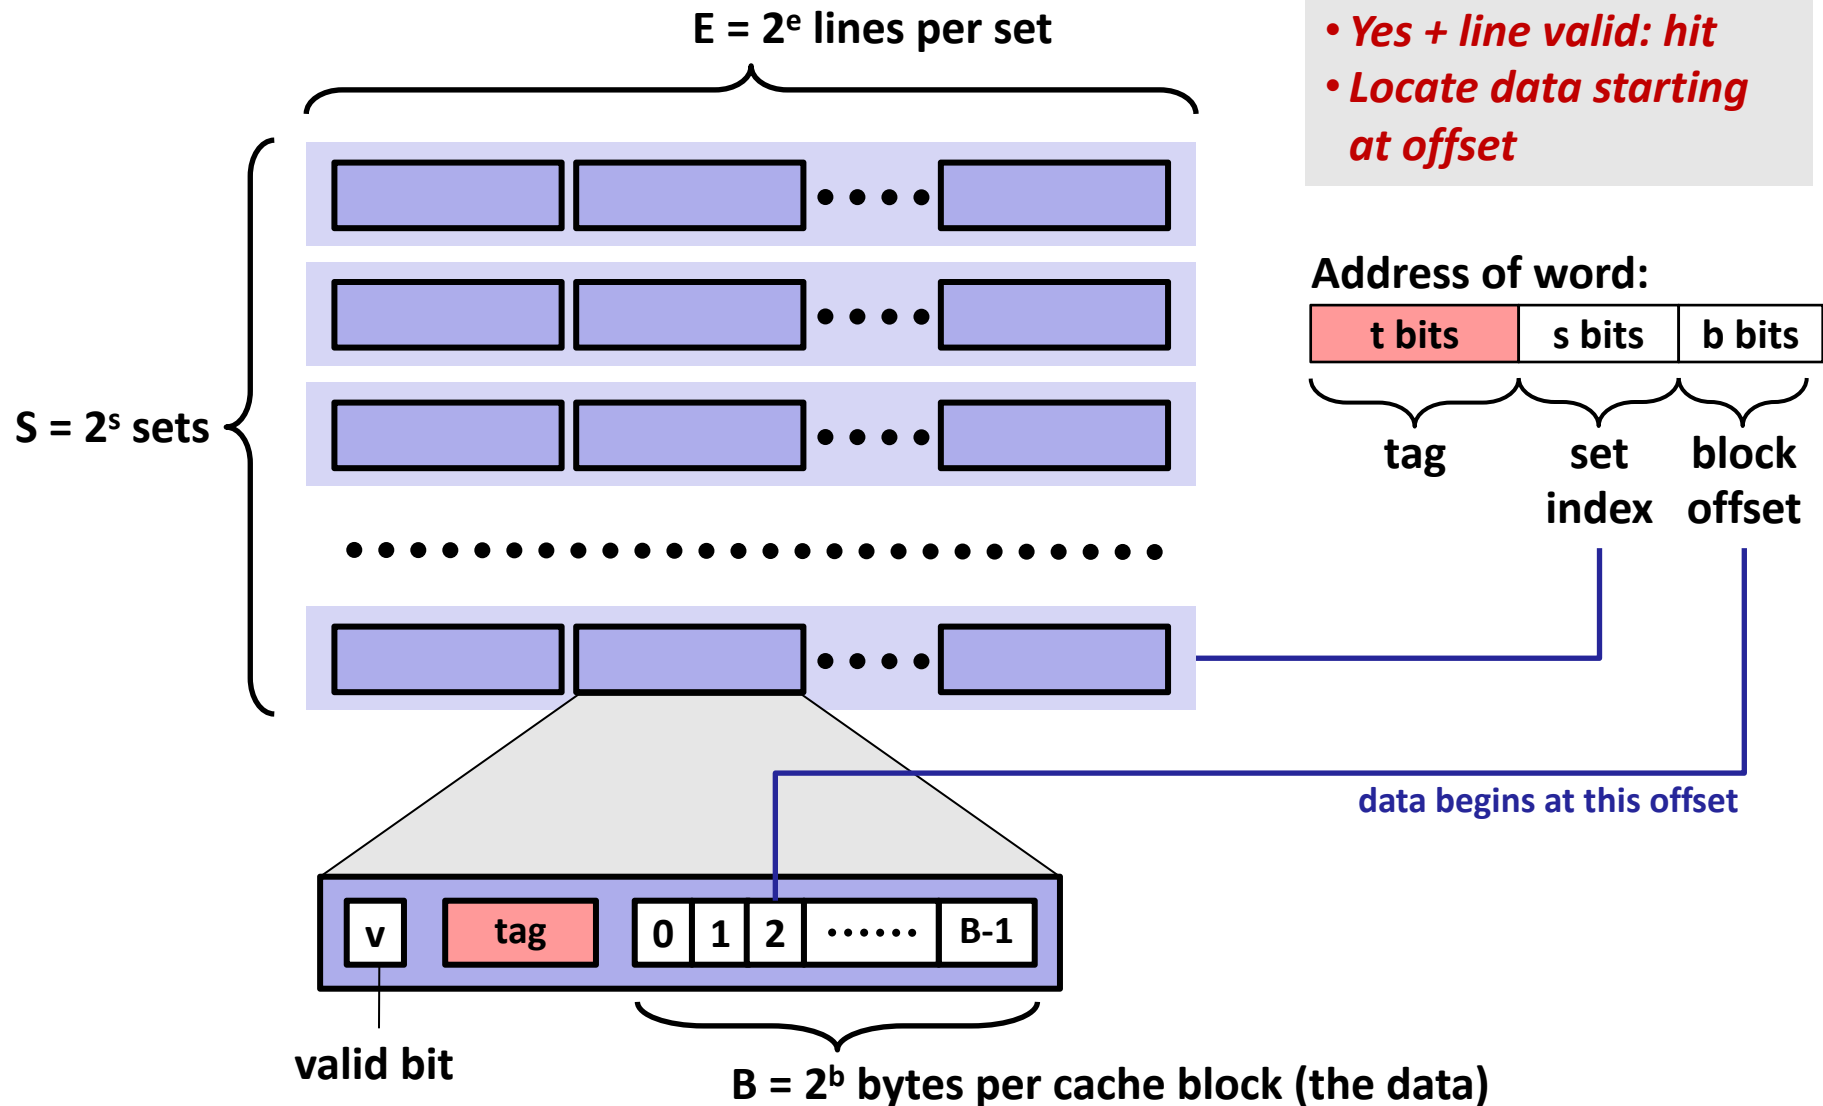 E = 2ᵉ lines per set
• Yes + line valid: hit
• Locate data starting
at offset
Address of word:
t bits s bits b bits
tag set block
index offset
S = 2ˢ sets
data begins at this offset
v tag 0 1 2 •••••• B-1
valid bit
B = 2ᵇ bytes per cache block (the data)